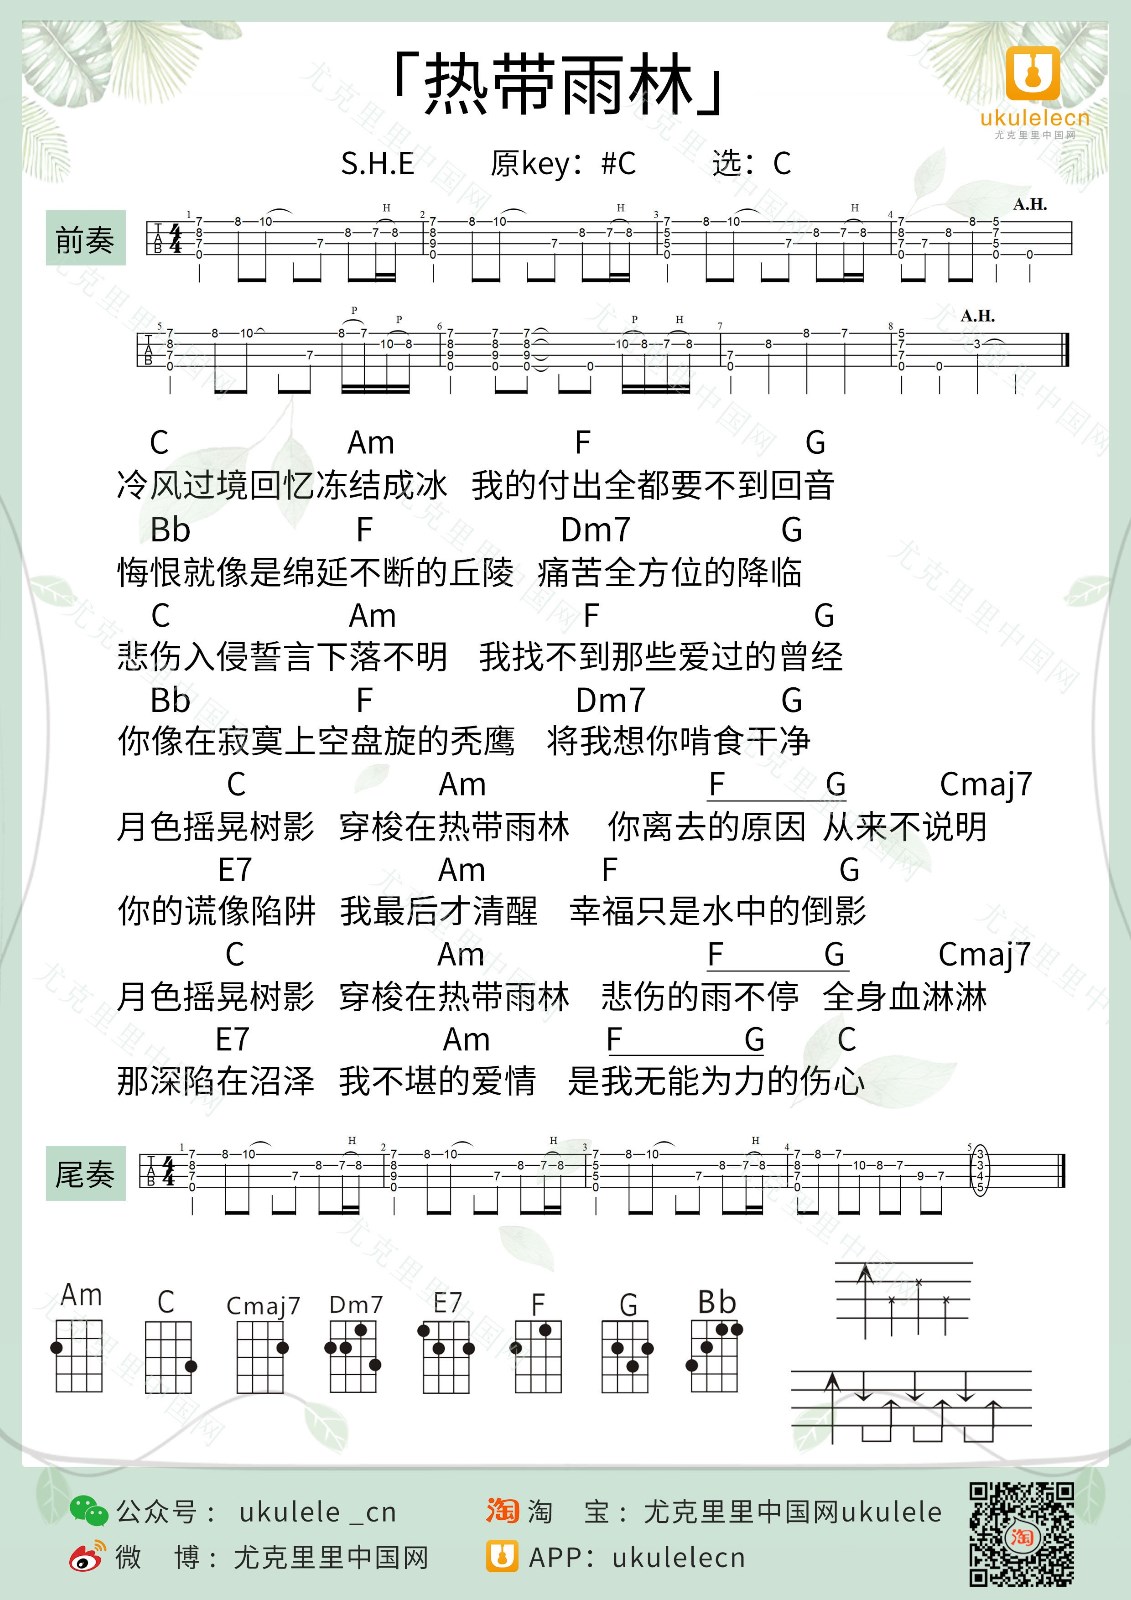 「热带雨林」
ukulelecn
尤克里里中国网
S.H.E 原key：#C 选：C
前奏
A.H.
A.H.
C Am F G
冷风过境回忆冻结成冰 我的付出全都要不到回音
Bb F Dm7 G
悔恨就像是绵延不断的丘陵 痛苦全方位的降临
C Am F G
悲伤入侵誓言下落不明 我找不到那些爱过的曾经
Bb F Dm7 G
你像在寂寞上空盘旋的秃鹰 将我想你啃食干净
C Am F G Cmaj7
月色摇晃树影 穿梭在热带雨林 你离去的原因 从来不说明
E7 Am F G
你的谎像陷阱 我最后才清醒 幸福只是水中的倒影
C Am F G Cmaj7
月色摇晃树影 穿梭在热带雨林 悲伤的雨不停 全身血淋淋
E7 Am F G C
那深陷在沼泽 我不堪的爱情 是我无能为力的伤心
尾奏
Am C Cmaj7 Dm7 E7 F G Bb
公众号： ukulele _cn 淘 淘 宝：尤克里里中国网ukulele
微 博：尤克里里中国网 APP：ukulelecn
淘